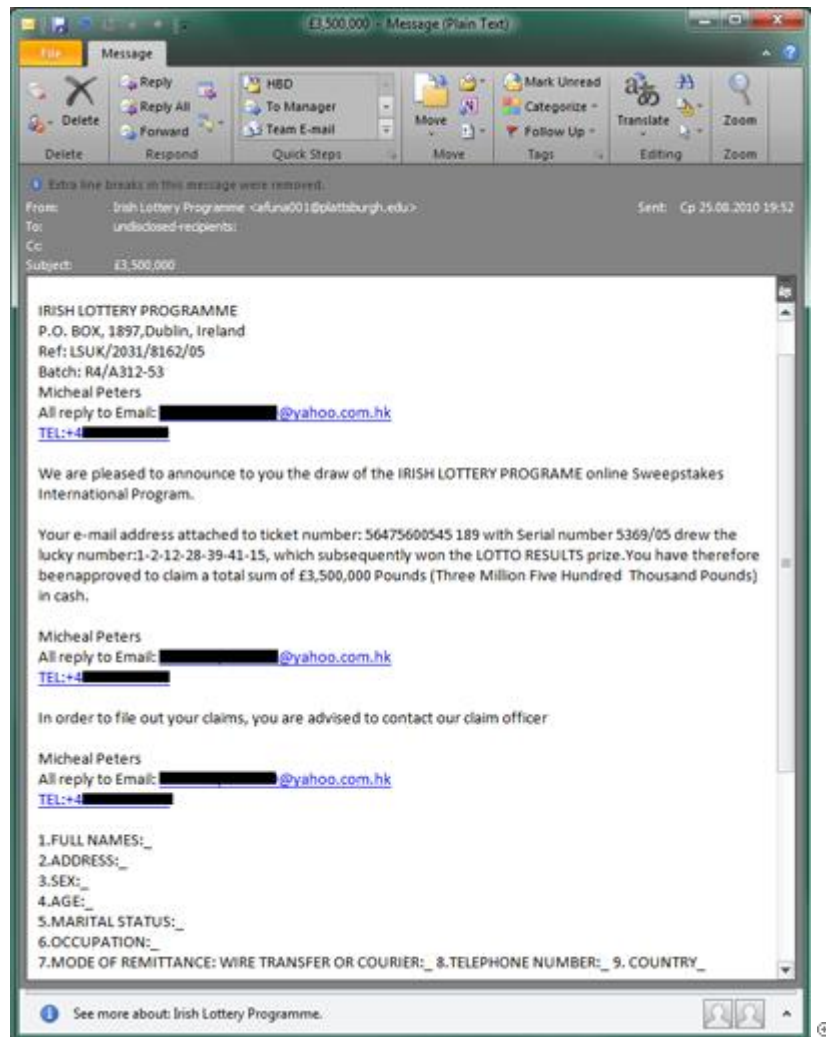 £3,500,000 - Message (Plain Text)
File Message
Delete
Reply
Reply All
Forward
HBD
To Manager
Team E-mail
Move
Mark Unread
Categorize
Follow Up
Translate
Zoom
Delete Respond Quick Steps Move Tags Editing Zoom
Extra line breaks in this message were removed.
From: Irish Lottery Programme <afuna001@plattsburgh.edu> Sent: Ср 25.08.2010 19:52
To: undisclosed-recipients:
Cc
Subject: £3,500,000
IRISH LOTTERY PROGRAMME
P.O. BOX, 1897,Dublin, Ireland
Ref: LSUK/2031/8162/05
Batch: R4/A312-53
Micheal Peters
All reply to Email: @yahoo.com.hk
TEL:+4
We are pleased to announce to you the draw of the IRISH LOTTERY PROGRAME online Sweepstakes
International Program.
Your e-mail address attached to ticket number: 56475600545 189 with Serial number 5369/05 drew the
lucky number:1-2-12-28-39-41-15, which subsequently won the LOTTO RESULTS prize.You have therefore
beenapproved to claim a total sum of £3,500,000 Pounds (Three Million Five Hundred Thousand Pounds)
in cash.
Micheal Peters
All reply to Email: @yahoo.com.hk
TEL:+4
In order to file out your claims, you are advised to contact our claim officer
Micheal Peters
All reply to Email: @yahoo.com.hk
TEL:+4
1.FULL NAMES:_
2.ADDRESS:_
3.SEX:_
4.AGE:_
5.MARITAL STATUS:_
6.OCCUPATION:_
7.MODE OF REMITTANCE: WIRE TRANSFER OR COURIER:_ 8.TELEPHONE NUMBER:_ 9. COUNTRY_
See more about: Irish Lottery Programme.